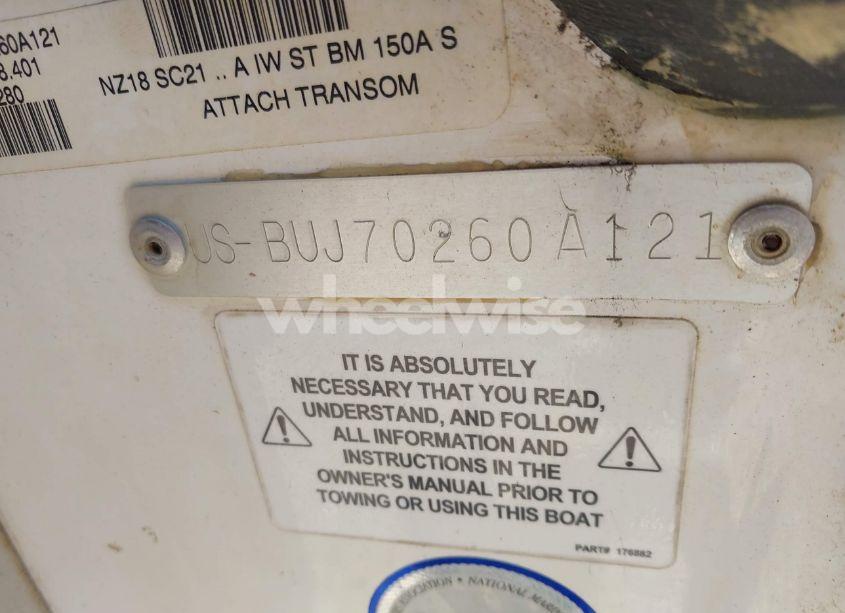 60A121
8.401
280
NZ18 SC21 .. A IW ST BM 150A S
ATTACH TRANSOM
US-BUJ70260A121
wheelwise
IT IS ABSOLUTELY
NECESSARY THAT YOU READ,
UNDERSTAND, AND FOLLOW
ALL INFORMATION AND
INSTRUCTIONS IN THE
OWNER'S MANUAL PRIOR TO
TOWING OR USING THIS BOAT
PART# 176882
NATIONAL